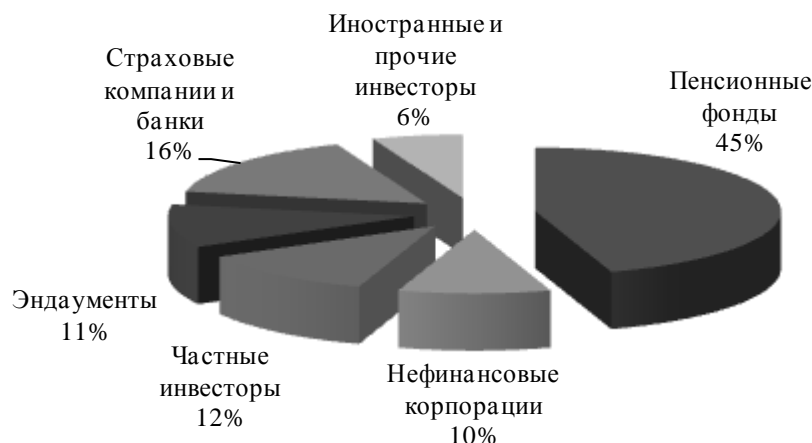 Иностранные и
прочие
инвесторы
6%
Страховые
компании и
банки
16%
Пенсионные
фонды
45%
Эндаументы
11%
Частные
инвесторы
12%
Нефинансовые
корпорации
10%